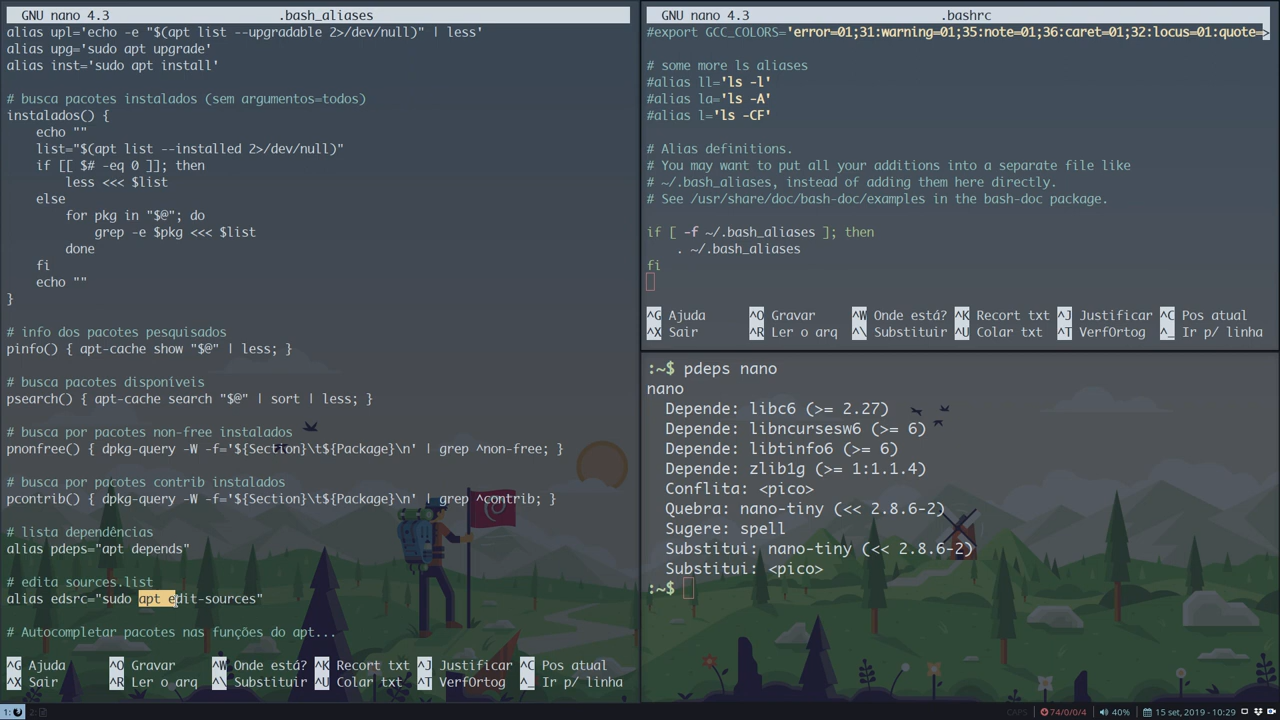 GNU nano 4.3 .bash_aliases
alias upl='echo -e "$(apt list --upgradable 2>/dev/null)" | less'
alias upg='sudo apt upgrade'
alias inst='sudo apt install'
# busca pacotes instalados (sem argumentos=todos)
instalados() {
    echo ""
    list="$(apt list --installed 2>/dev/null)"
    if [[ $# -eq 0 ]]; then
        less <<< $list
    else
        for pkg in "$@"; do
            grep -e $pkg <<< $list
        done
    fi
    echo ""
}
# info dos pacotes pesquisados
pinfo() { apt-cache show "$@" | less; }
# busca pacotes disponíveis
psearch() { apt-cache search "$@" | sort | less; }
# busca por pacotes non-free instalados
pnonfree() { dpkg-query -W -f='${Section}\t${Package}\n' | grep ^non-free; }
# busca por pacotes contrib instalados
pcontrib() { dpkg-query -W -f='${Section}\t${Package}\n' | grep ^contrib; }
# lista dependências
alias pdeps="apt depends"
# edita sources.list
alias edsrc="sudo apt edit-sources"
# Autocompletar pacotes nas funções do apt...
^G Ajuda ^O Gravar ^W Onde está? ^K Recort txt ^J Justificar ^C Pos atual
^X Sair ^R Ler o arq ^\ Substituir ^U Colar txt ^T VerfOrtog ^_ Ir p/ linha
GNU nano 4.3 .bashrc
#export GCC_COLORS='error=01;31:warning=01;35:note=01;36:caret=01;32:locus=01:quote=>
# some more ls aliases
#alias ll='ls -l'
#alias la='ls -A'
#alias l='ls -CF'
# Alias definitions.
# You may want to put all your additions into a separate file like
# ~/.bash_aliases, instead of adding them here directly.
# See /usr/share/doc/bash-doc/examples in the bash-doc package.
if [ -f ~/.bash_aliases ]; then
    . ~/.bash_aliases
fi
^G Ajuda ^O Gravar ^W Onde está? ^K Recort txt ^J Justificar ^C Pos atual
^X Sair ^R Ler o arq ^\ Substituir ^U Colar txt ^T VerfOrtog ^_ Ir p/ linha
:~$ pdeps nano
nano
  Depende: libc6 (>= 2.27)
  Depende: libncursesw6 (>= 6)
  Depende: libtinfo6 (>= 6)
  Depende: zlib1g (>= 1:1.1.4)
  Conflita: <pico>
  Quebra: nano-tiny (<< 2.8.6-2)
  Sugere: spell
  Substitui: nano-tiny (<< 2.8.6-2)
  Substitui: <pico>
:~$
1: 2: CAPS 74/0/0/4 40% 15 set, 2019 - 10:29